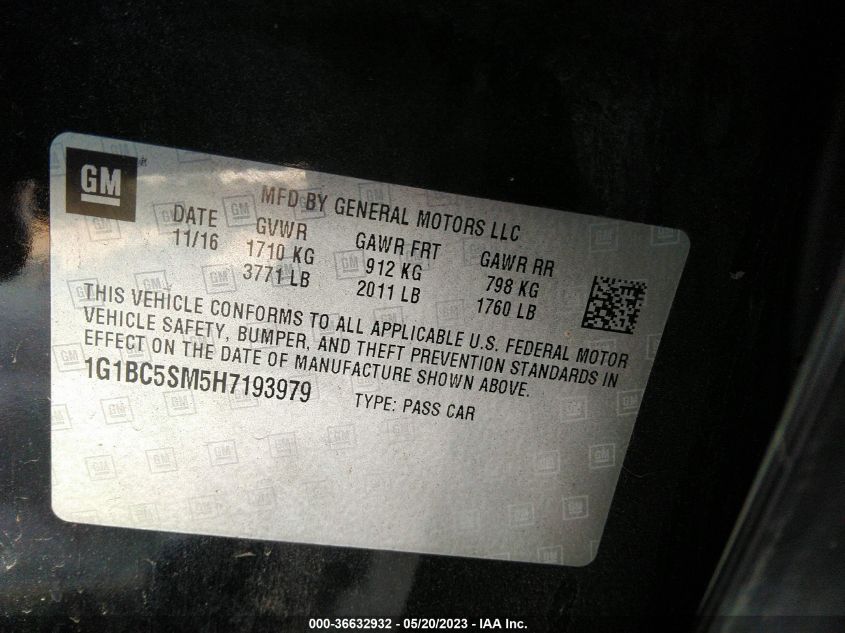 GM
MFD BY GENERAL MOTORS LLC
DATE GVWR GAWR FRT GAWR RR
11/16 1710 KG 912 KG 798 KG
3771 LB 2011 LB 1760 LB
THIS VEHICLE CONFORMS TO ALL APPLICABLE U.S. FEDERAL MOTOR
VEHICLE SAFETY, BUMPER, AND THEFT PREVENTION STANDARDS IN
EFFECT ON THE DATE OF MANUFACTURE SHOWN ABOVE.
1G1BC5SM5H7193979 TYPE: PASS CAR
000-36632932 - 05/20/2023 - IAA Inc.